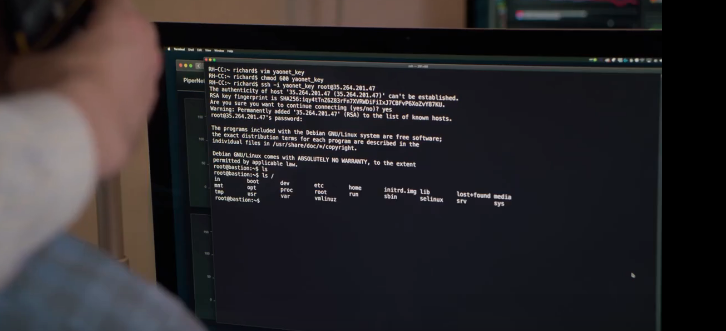 RH-CC:~ richard$ vim yaonet_key
RH-CC:~ richard$ chmod 600 yaonet_key
RH-CC:~ richard$ ssh -i yaonet_key root@35.264.201.47
The authenticity of host '35.264.201.47 (35.264.201.47)' can't be established.
RSA key fingerprint is
Are you sure you want to continue connecting (yes/no)? yes
Warning: Permanently added '35.264.201.47' (RSA) to the list of known hosts.
root@35.264.201.47's password:
The programs included with the Debian GNU/Linux system are free software;
the exact distribution terms for each program are described in the
individual files in /usr/share/doc/*/copyright.
Debian GNU/Linux comes with ABSOLUTELY NO WARRANTY, to the extent
permitted by applicable law.
root@bastion:~$ ls
root@bastion:~$ ls /
in boot dev etc home initrd.img lib lost+found media
mnt opt proc root run sbin selinux srv sys
tmp usr var vmlinuz
root@bastion:~$